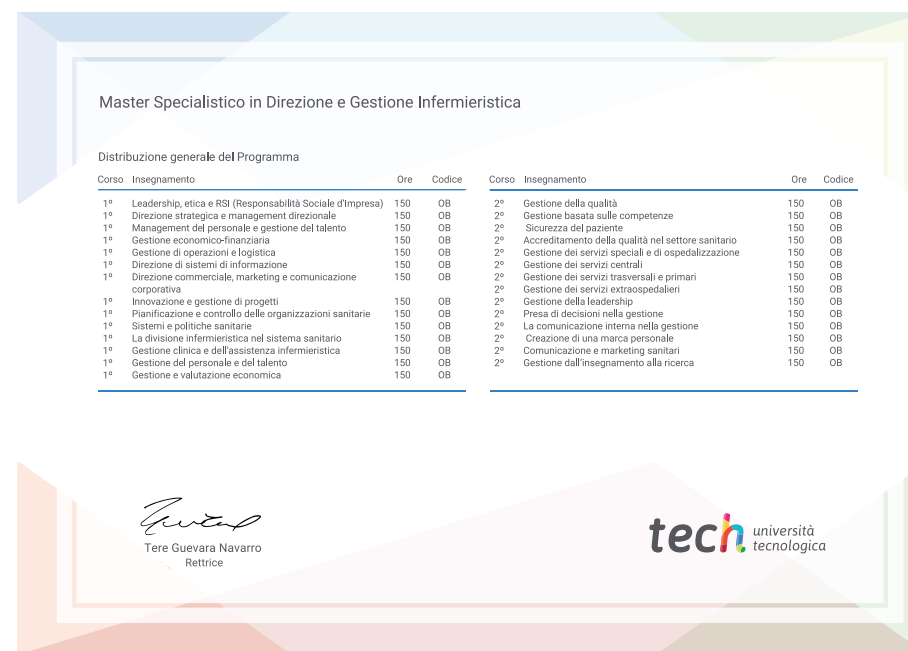 Master Specialistico in Direzione e Gestione Infermieristica
Distribuzione generale del Programma
Corso Insegnamento Ore Codice
1º Leadership, etica e RSI (Responsabilità Sociale d'Impresa) 150 OB
1º Direzione strategica e management direzionale 150 OB
1º Management del personale e gestione del talento 150 OB
1º Gestione economico-finanziaria 150 OB
1º Gestione di operazioni e logistica 150 OB
1º Direzione di sistemi di informazione 150 OB
1º Direzione commerciale, marketing e comunicazione 150 OB
corporativa
1º Innovazione e gestione di progetti 150 OB
1º Pianificazione e controllo delle organizzazioni sanitarie 150 OB
1º Sistemi e politiche sanitarie 150 OB
1º La divisione infermieristica nel sistema sanitario 150 OB
1º Gestione clinica e dell'assistenza infermieristica 150 OB
1º Gestione del personale e del talento 150 OB
1º Gestione e valutazione economica 150 OB
Corso Insegnamento Ore Codice
2º Gestione della qualità 150 OB
2º Gestione basata sulle competenze 150 OB
2º Sicurezza del paziente 150 OB
2º Accreditamento della qualità nel settore sanitario 150 OB
2º Gestione dei servizi speciali e di ospedalizzazione 150 OB
2º Gestione dei servizi centrali 150 OB
2º Gestione dei servizi trasversali e primari 150 OB
2º Gestione dei servizi extraospedalieri 150 OB
2º Gestione della leadership 150 OB
2º Presa di decisioni nella gestione 150 OB
2º La comunicazione interna nella gestione 150 OB
2º Creazione di una marca personale 150 OB
2º Comunicazione e marketing sanitari 150 OB
2º Gestione dall'insegnamento alla ricerca 150 OB
Tere Guevara Navarro
Rettrice
tech università
tecnologica